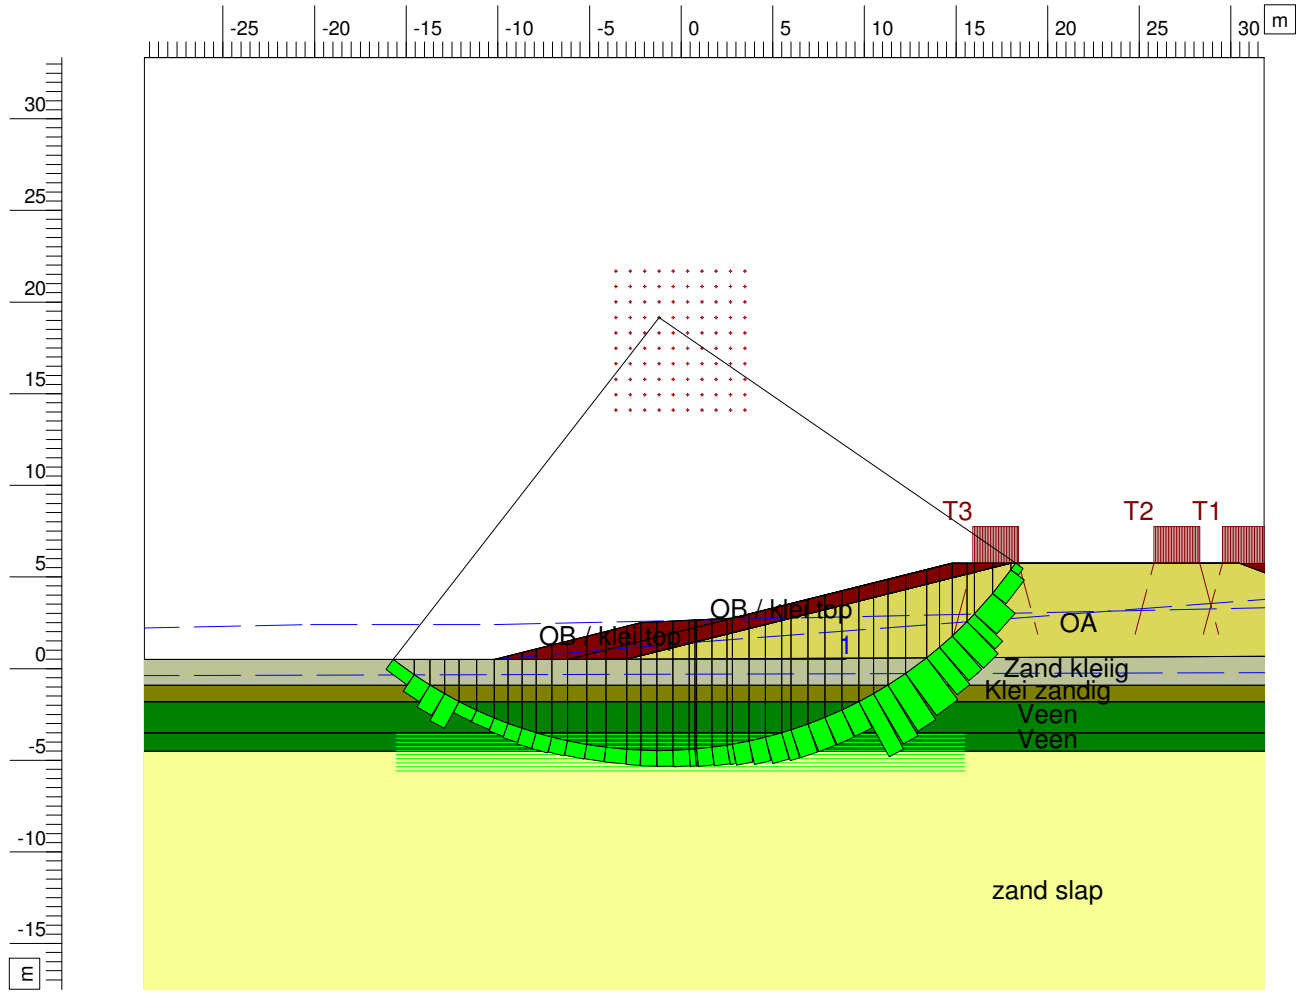 -25 -20 -15 -10 -5 0 5 10 15 20 25 30 m
30
25
20
15
10
T3 T2 T1
5
OB / klei top
OA
OB / klei top
1
0
Zand kleiig
Klei zandig
Veen
Veen
-5
-10
zand slap
-15
m